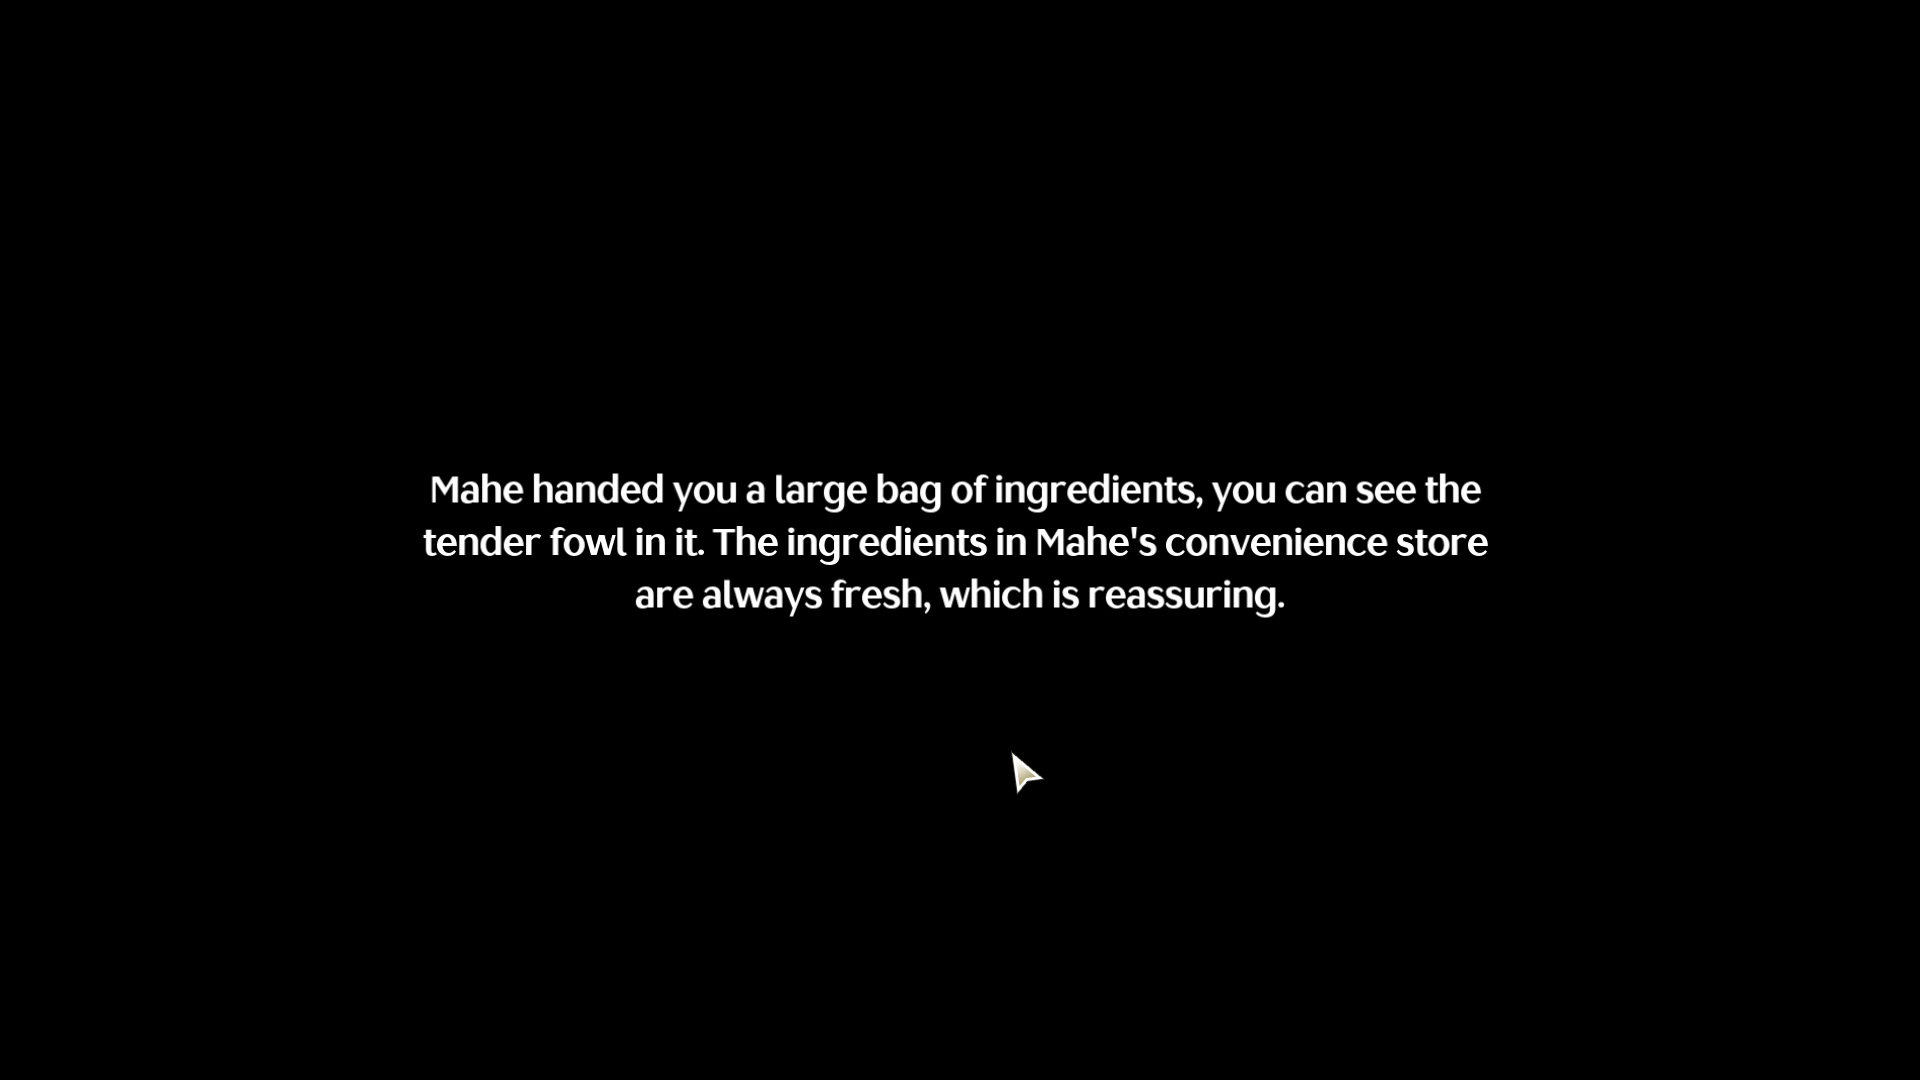 Mahe handed you a large bag of ingredients, you can see the
tender fowl in it. The ingredients in Mahe's convenience store
are always fresh, which is reassuring.